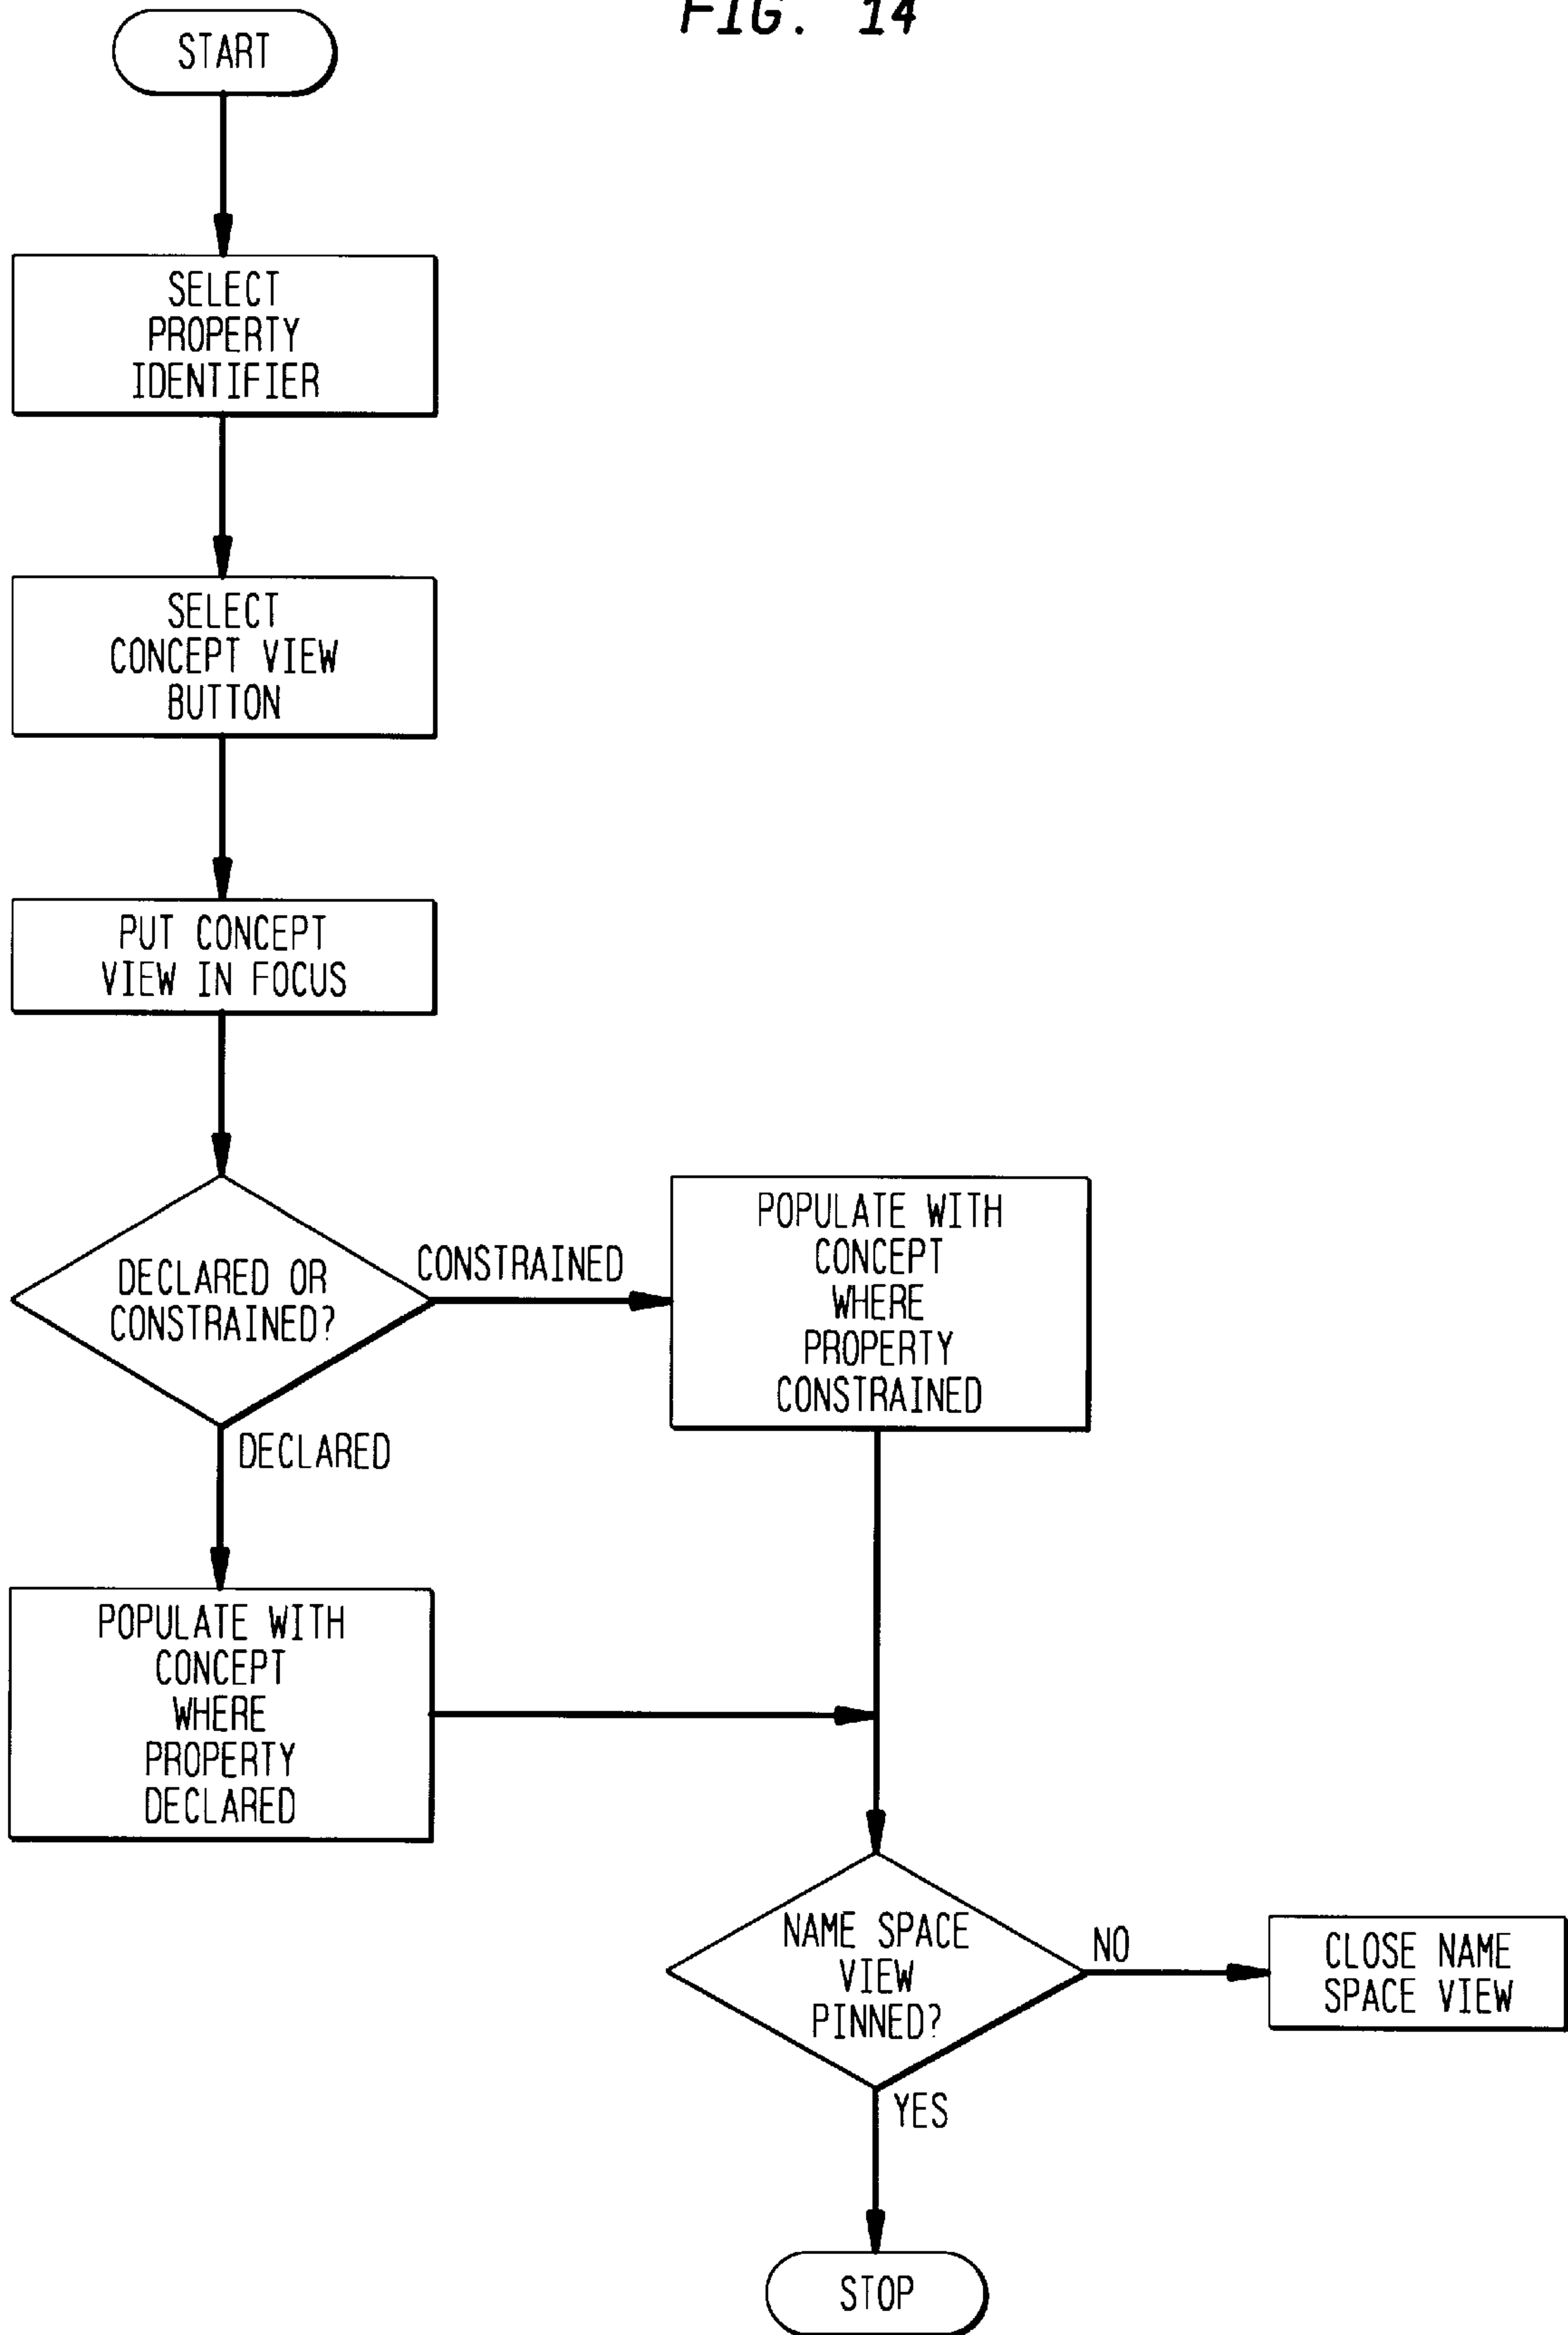 FIG. 14
START
SELECT
PROPERTY
IDENTIFIER
SELECT
CONCEPT VIEW
BUTTON
PUT CONCEPT
VIEW IN FOCUS
DECLARED OR
CONSTRAINED?
CONSTRAINED
POPULATE WITH
CONCEPT
WHERE
PROPERTY
CONSTRAINED
DECLARED
POPULATE WITH
CONCEPT
WHERE
PROPERTY
DECLARED
NAME SPACE
VIEW
PINNED?
NO
CLOSE NAME
SPACE VIEW
YES
STOP